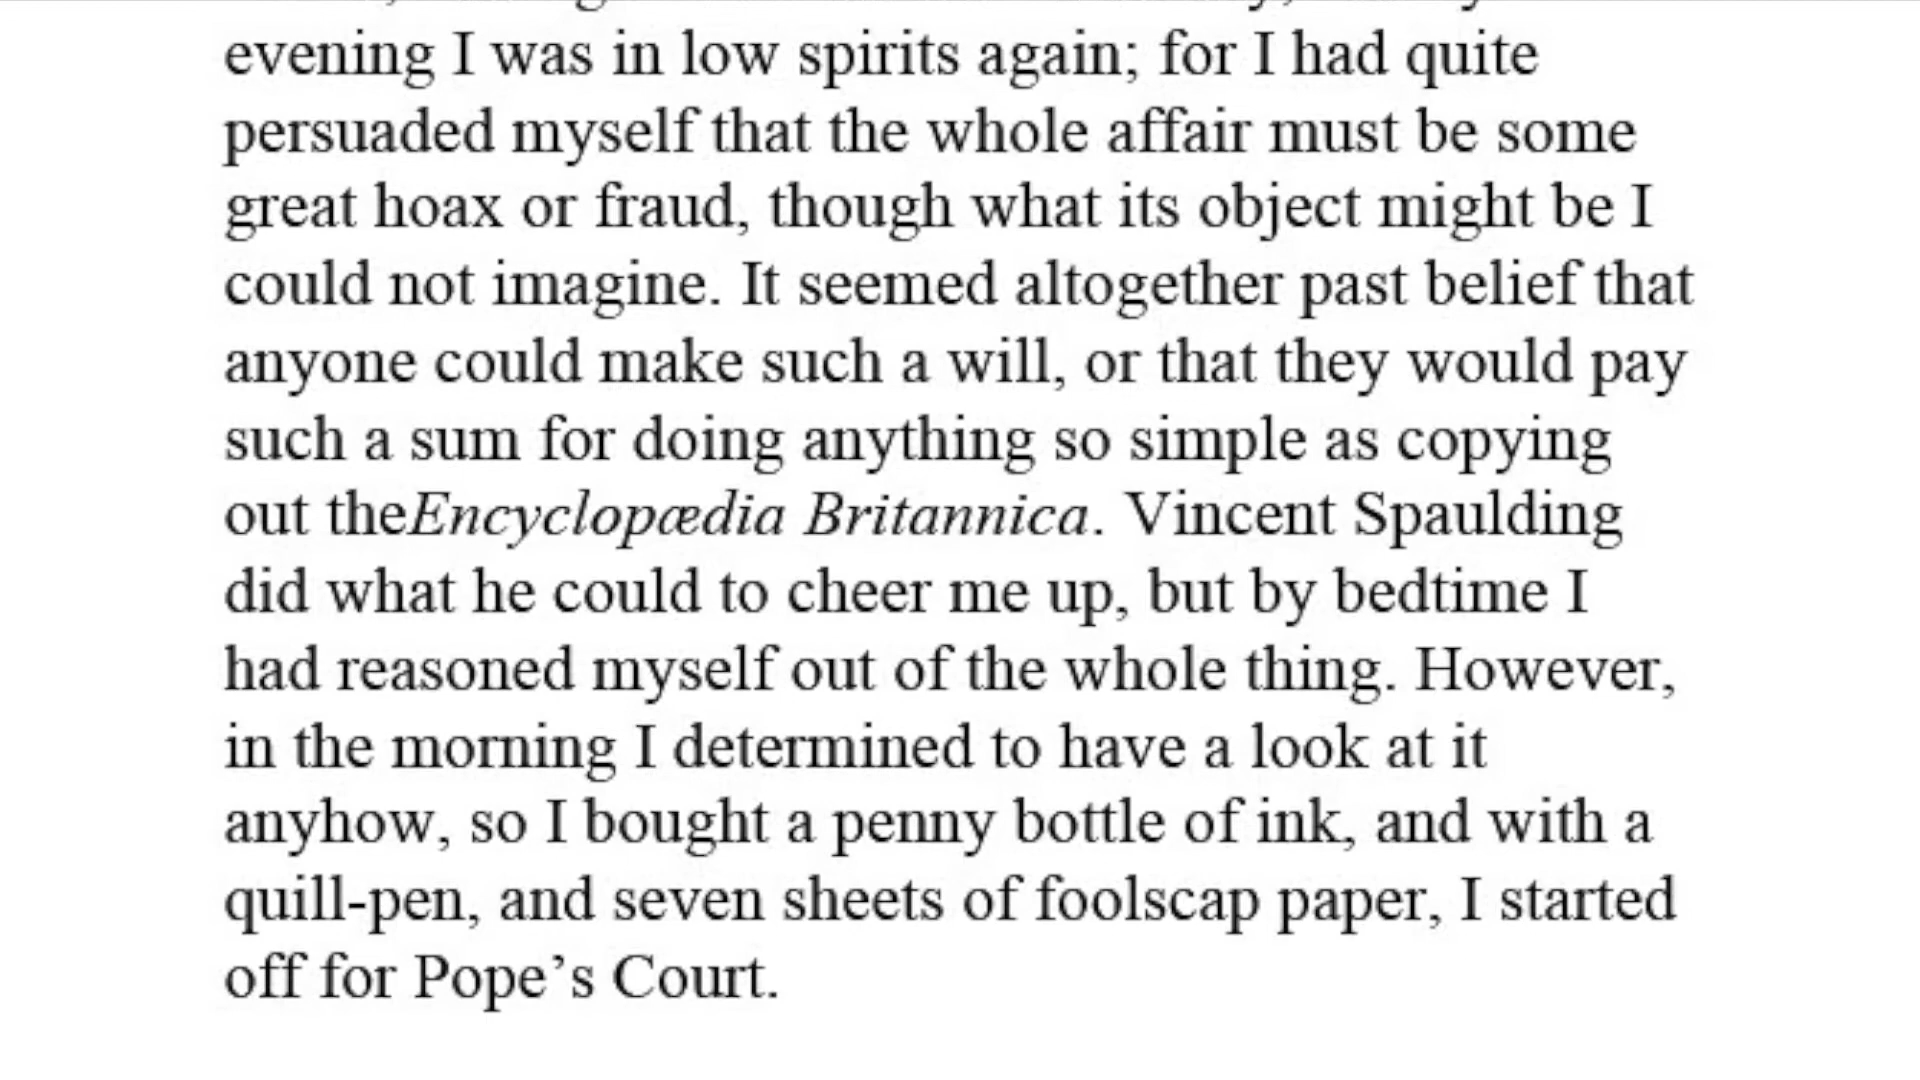 evening I was in low spirits again; for I had quite
persuaded myself that the whole affair must be some
great hoax or fraud, though what its object might be I
could not imagine. It seemed altogether past belief that
anyone could make such a will, or that they would pay
such a sum for doing anything so simple as copying
out theEncyclopædia Britannica. Vincent Spaulding
did what he could to cheer me up, but by bedtime I
had reasoned myself out of the whole thing. However,
in the morning I determined to have a look at it
anyhow, so I bought a penny bottle of ink, and with a
quill-pen, and seven sheets of foolscap paper, I started
off for Pope’s Court.